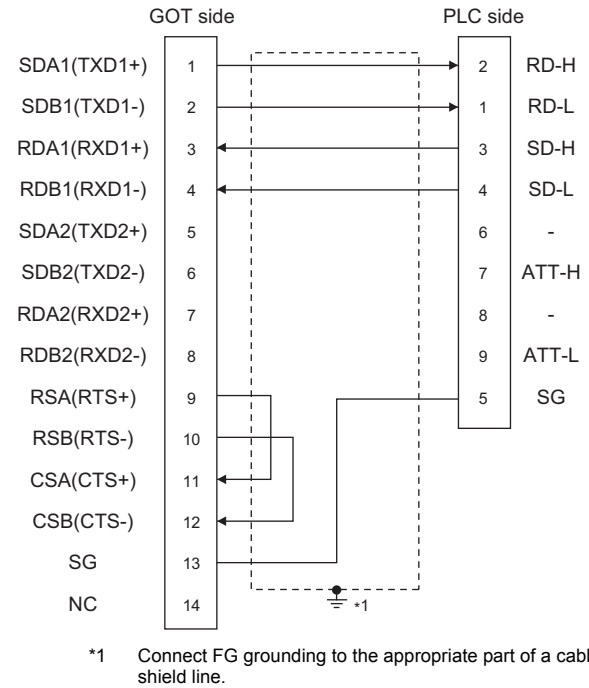 GOT side PLC side
SDA1(TXD1+) 1 2 RD-H
SDB1(TXD1-) 2 1 RD-L
RDA1(RXD1+) 3 3 SD-H
RDB1(RXD1-) 4 4 SD-L
SDA2(TXD2+) 5 6 -
SDB2(TXD2-) 6 7 ATT-H
RDA2(RXD2+) 7 8 -
RDB2(RXD2-) 8 9 ATT-L
RSA(RTS+) 9 5 SG
RSB(RTS-) 10
CSA(CTS+) 11
CSB(CTS-) 12
SG 13
NC 14 *1
*1 Connect FG grounding to the appropriate part of a cabl
shield line.